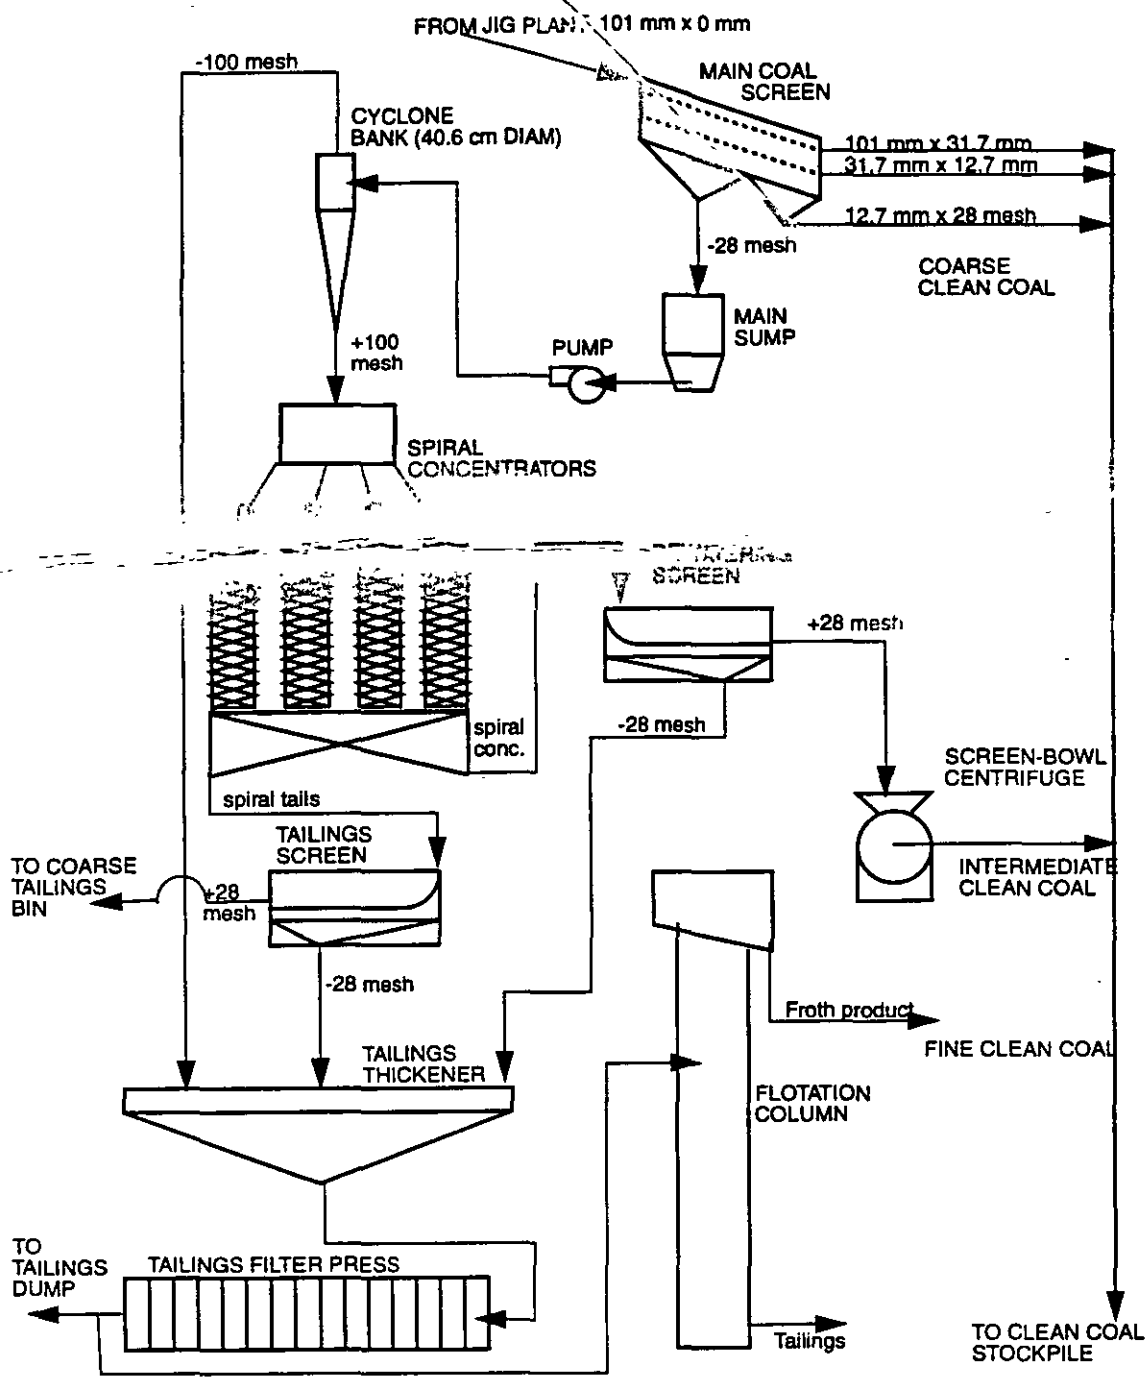 FROM JIG PLANT 101 mm x 0 mm
-100 mesh
MAIN COAL
SCREEN
CYCLONE
BANK (40.6 cm DIAM)
101 mm x 31.7 mm
31.7 mm x 12.7 mm
12.7 mm x 28 mesh
-28 mesh
COARSE
CLEAN COAL
MAIN
SUMP
+100
mesh
PUMP
SPIRAL
CONCENTRATORS
DEWATERING
SCREEN
+28 mesh
spiral
conc.
-28 mesh
SCREEN-BOWL
CENTRIFUGE
spiral tails
TAILINGS
SCREEN
TO COARSE
TAILINGS
BIN
+28
mesh
INTERMEDIATE
CLEAN COAL
-28 mesh
Froth product
FINE CLEAN COAL
TAILINGS
THICKENER
FLOTATION
COLUMN
TO
TAILINGS
DUMP
TAILINGS FILTER PRESS
Tailings
TO CLEAN COAL
STOCKPILE